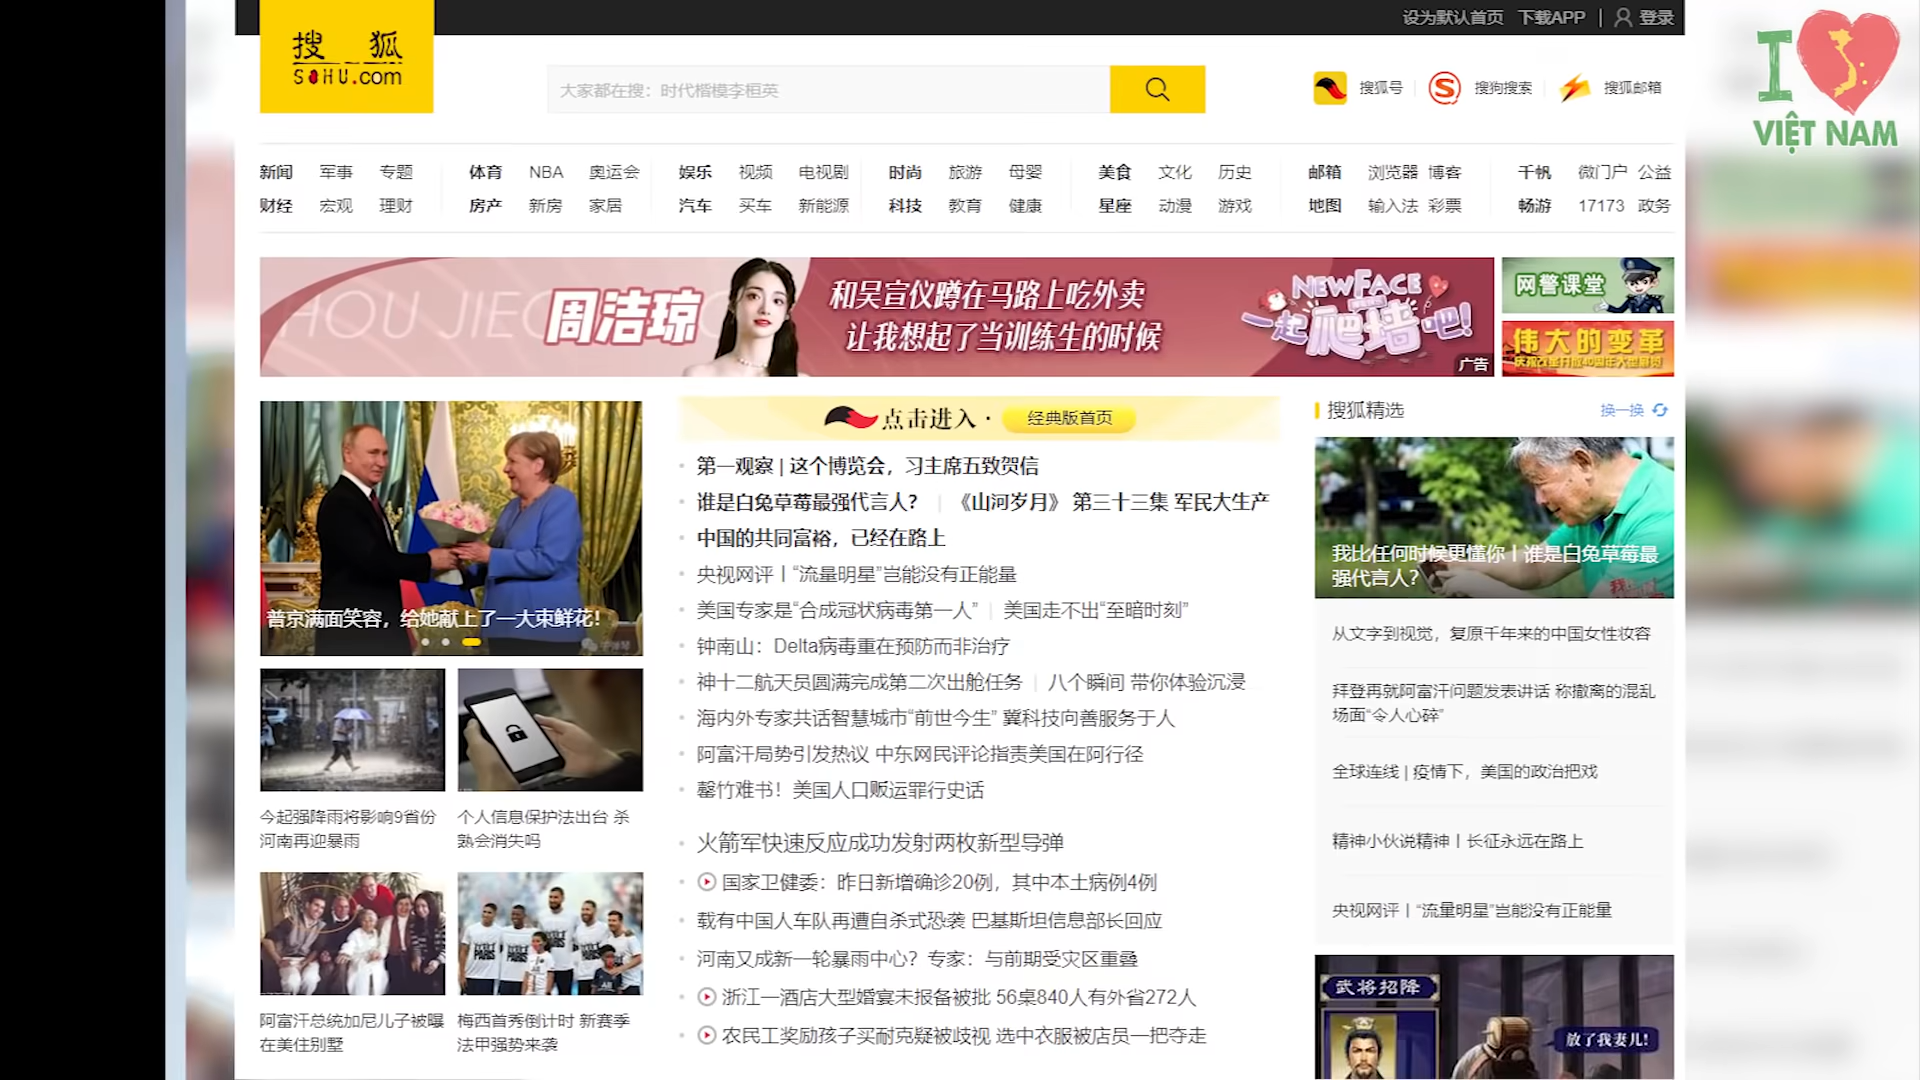 设为默认首页 下载APP | 登录
搜 狐
SOHU.com
大家都在搜：时代楷模李桓英
搜狐号 搜狗搜索 搜狐邮箱
I
VIỆT NAM
新闻 军事 专题 体育 NBA 奥运会 娱乐 视频 电视剧 时尚 旅游 母婴 美食 文化 历史 邮箱 浏览器 博客 千帆 微门户 公益
财经 宏观 理财 房产 新房 家居 汽车 买车 新能源 科技 教育 健康 星座 动漫 游戏 地图 输入法 彩票 畅游 17173 政务
周洁琼
和吴宣仪蹲在马路上吃外卖
让我想起了当训练生的时候
NEWFACE
一起爬墙吧!
广告
网警课堂
伟大的变革
庆祝改革开放40周年大型展览
普京满面笑容，给她献上了一大束鲜花！
今起强降雨将影响9省份
河南再迎暴雨
个人信息保护法出台 杀
熟会消失吗
阿富汗总统加尼儿子被曝
在美住别墅
梅西首秀倒计时 新赛季
法甲强势来袭
点击进入· 经典版首页
第一观察 | 这个博览会，习主席五致贺信
谁是白兔草莓最强代言人？ | 《山河岁月》 第三十三集 军民大生产
中国的共同富裕，已经在路上
央视网评丨“流量明星”岂能没有正能量
美国专家是“合成冠状病毒第一人” | 美国走不出“至暗时刻”
钟南山：Delta病毒重在预防而非治疗
神十二航天员圆满完成第二次出舱任务 | 八个瞬间 带你体验沉浸
海内外专家共话智慧城市“前世今生” 冀科技向善服务于人
阿富汗局势引发热议 中东网民评论指责美国在阿行径
罄竹难书！美国人口贩运罪行史话
火箭军快速反应成功发射两枚新型导弹
国家卫健委：昨日新增确诊20例，其中本土病例4例
载有中国人车队再遭自杀式恐袭 巴基斯坦信息部长回应
河南又成新一轮暴雨中心？专家：与前期受灾区重叠
浙江一酒店大型婚宴未报备被批 56桌840人有外省272人
农民工奖励孩子买耐克疑被歧视 选中衣服被店员一把夺走
搜狐精选 换一换
我比任何时候更懂你丨谁是白兔草莓最
强代言人？
从文字到视觉，复原千年来的中国女性妆容
拜登再就阿富汗问题发表讲话 称撤离的混乱
场面“令人心碎”
全球连线 | 疫情下，美国的政治把戏
精神小伙说精神丨长征永远在路上
央视网评丨“流量明星”岂能没有正能量
武将招降
放了我妻儿!